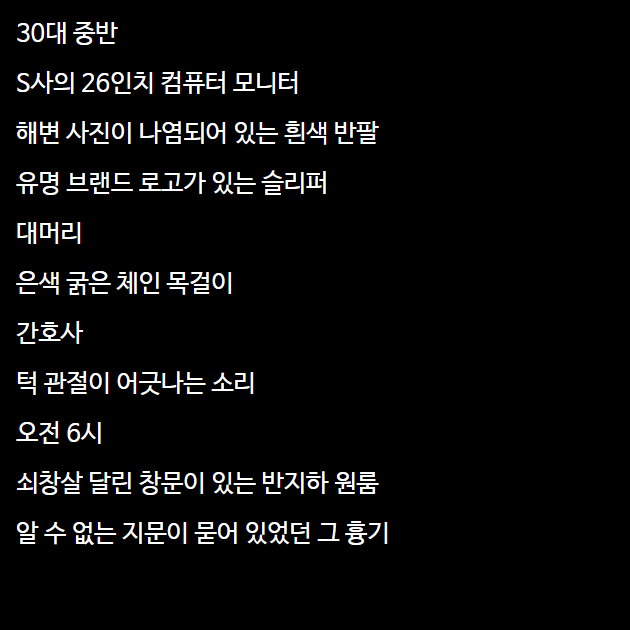 30대 중반
S사의 26인치 컴퓨터 모니터
해변 사진이 나염되어 있는 흰색 반팔
유명 브랜드 로고가 있는 슬리퍼
대머리
은색 굵은 체인 목걸이
간호사
턱 관절이 어긋나는 소리
오전 6시
쇠창살 달린 창문이 있는 반지하 원룸
알 수 없는 지문이 묻어 있었던 그 흉기